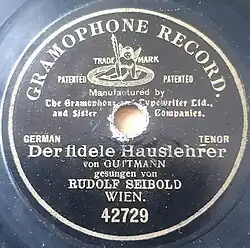 GRAMOPHONE RECORD.
TRADE MARK
PATENTED PATENTED
Manufactured by
The Gramophone Typewriter Ltd.,
and Sister Companies.
GERMAN TENOR
Der fidele Hauslehrer
von GUTTMANN
gesungen von
RUDOLF SEIBOLD
WIEN.
42729